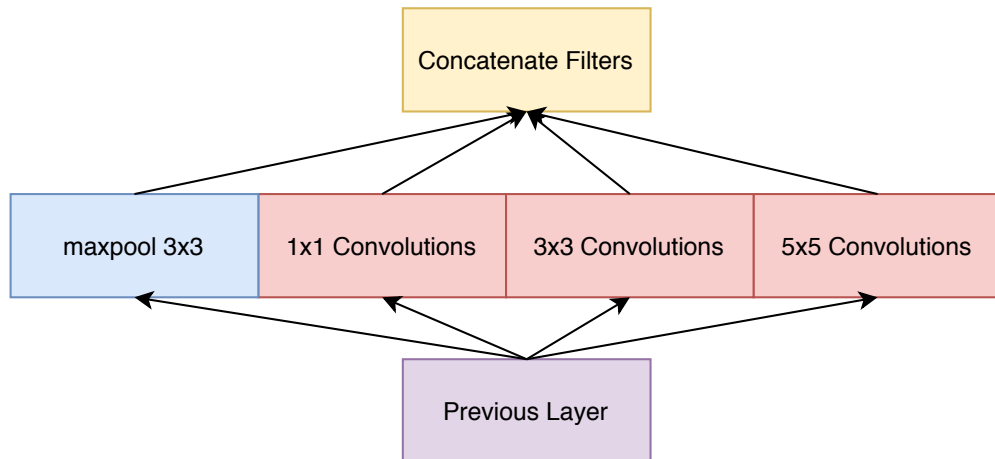 Concatenate Filters
maxpool 3x3
1x1 Convolutions
3x3 Convolutions
5x5 Convolutions
Previous Layer